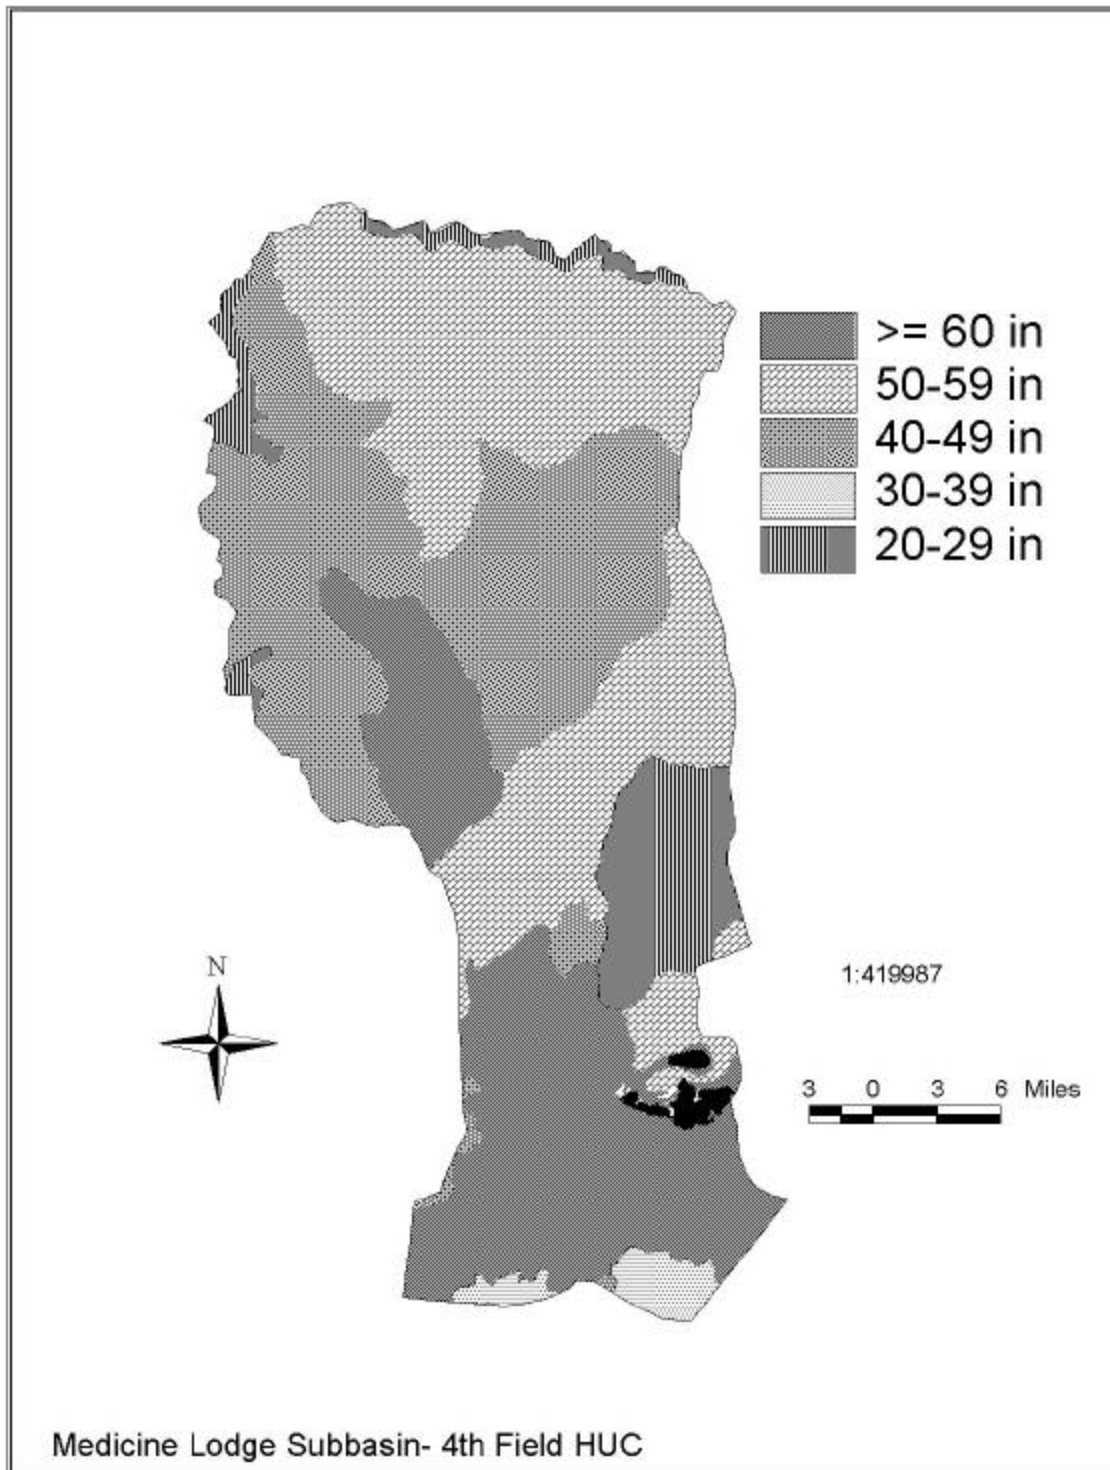 >= 60 in
50-59 in
40-49 in
30-39 in
20-29 in
N
1:419987
3 0 3 6 Miles
Medicine Lodge Subbasin- 4th Field HUC